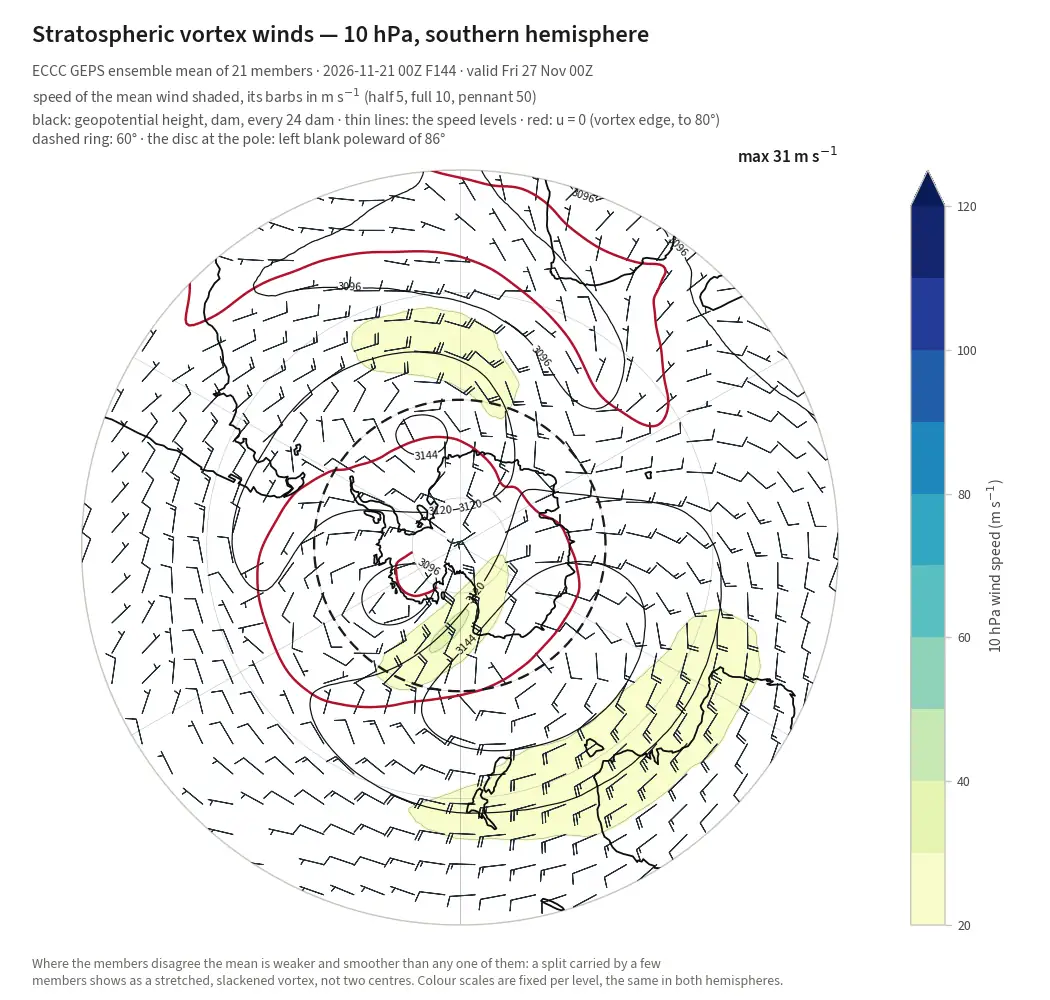 Stratospheric vortex winds — 10 hPa, southern hemisphere
ECCC GEPS ensemble mean of 21 members · 2026-11-21 00Z F144 · valid Fri 27 Nov 00Z
speed of the mean wind shaded, its barbs in m s⁻¹ (half 5, full 10, pennant 50)
black: geopotential height, dam, every 24 dam · thin lines: the speed levels · red: u = 0 (vortex edge, to 80°)
dashed ring: 60° · the disc at the pole: left blank poleward of 86°
max 31 m s⁻¹
3096
3096
3096
3096
3144
3120
3120
3096
3120
3144
120
100
80
60
40
20
10 hPa wind speed (m s⁻¹)
Where the members disagree the mean is weaker and smoother than any one of them: a split carried by a few
members shows as a stretched, slackened vortex, not two centres. Colour scales are fixed per level, the same in both hemispheres.